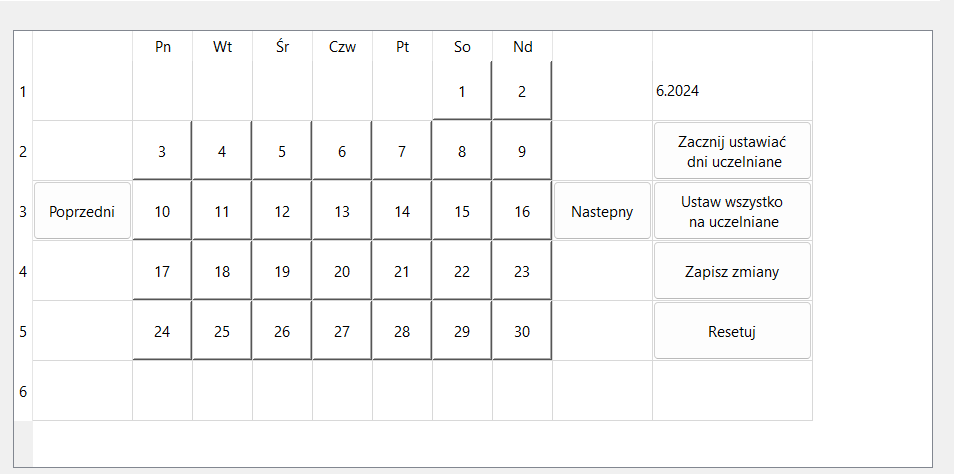 Pn Wt Śr Czw Pt So Nd
1 1 2 6.2024
2 3 4 5 6 7 8 9 Zacznij ustawiać
dni uczelniane
3 Poprzedni 10 11 12 13 14 15 16 Nastepny Ustaw wszystko
na uczelniane
4 17 18 19 20 21 22 23 Zapisz zmiany
5 24 25 26 27 28 29 30 Resetuj
6